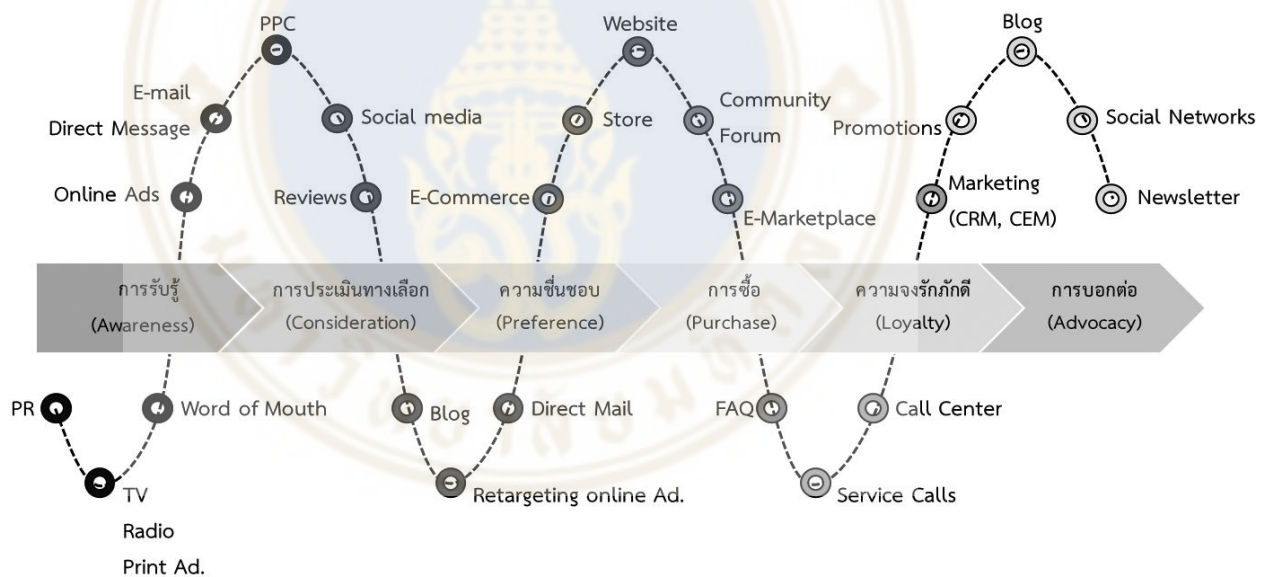 PPC
Website
Blog
E-mail
Direct Message
Social media
Store
Community
Forum
Promotions
Social Networks
Online Ads
Reviews
E-Commerce
E-Marketplace
Marketing
(CRM, CEM)
Newsletter
การรับรู้
(Awareness)
การประเมินทางเลือก
(Consideration)
ความชื่นชอบ
(Preference)
การซื้อ
(Purchase)
ความจงรักภักดี
(Loyalty)
การบอกต่อ
(Advocacy)
PR
Word of Mouth
Blog
Direct Mail
FAQ
Call Center
TV
Radio
Print Ad.
Retargeting online Ad.
Service Calls